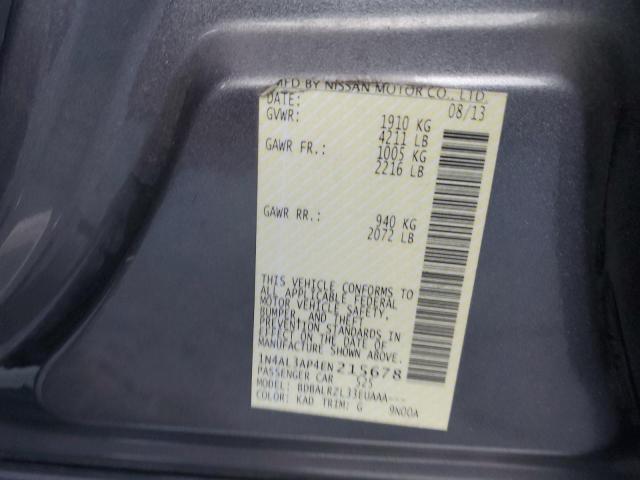 MFD BY NISSAN MOTOR CO., LTD.
DATE: 08/13
GVWR: 1910 KG
4211 LB
GAWR FR.: 1005 KG
2216 LB
GAWR RR.: 940 KG
2072 LB
THIS VEHICLE CONFORMS TO
ALL APPLICABLE FEDERAL
MOTOR VEHICLE SAFETY,
BUMPER, AND THEFT
PREVENTION STANDARDS IN
EFFECT ON THE DATE OF
MANUFACTURE SHOWN ABOVE.
1N4AL3AP4EN215678
PASSENGER CAR Q25
MODEL: BDBALRZL33EUAAA---
COLOR: KAD TRIM: G 9N00A